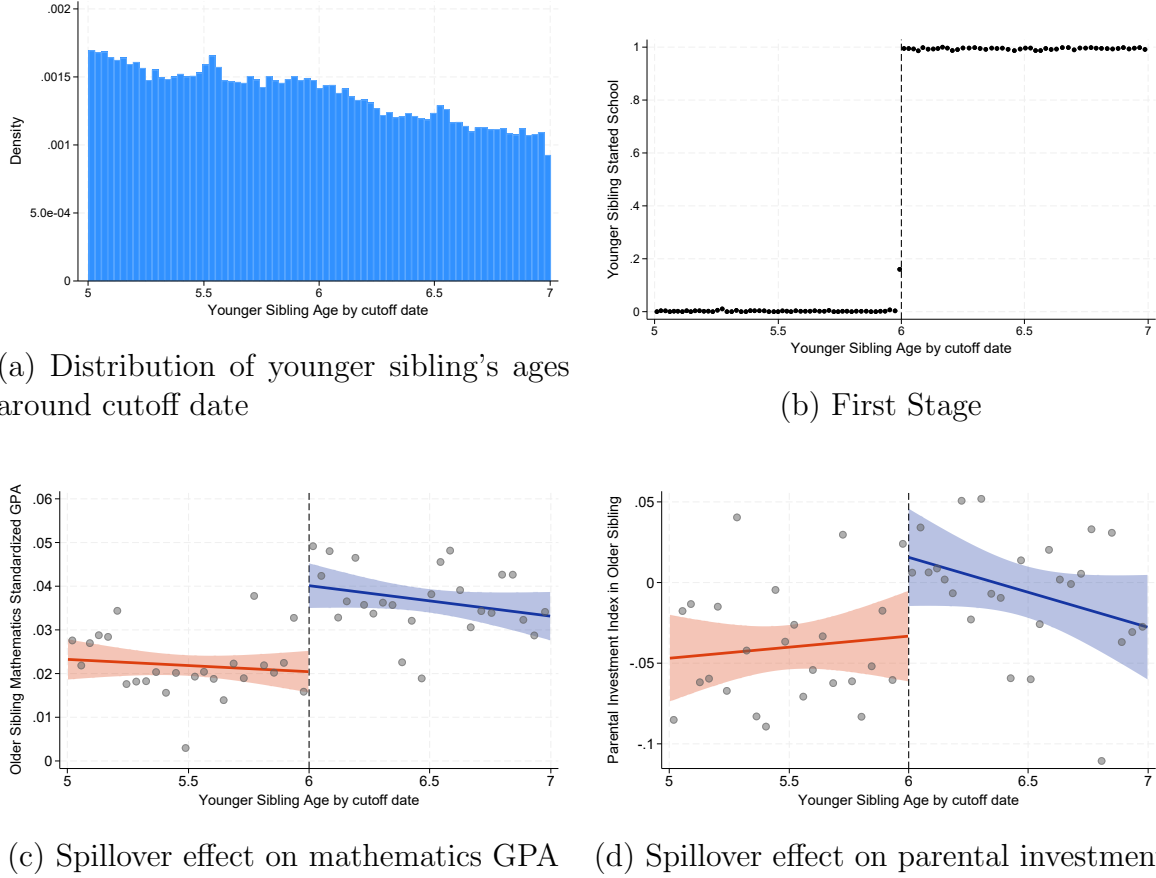 .002
.0015
.001
5.0e-04
0
Density
5 5.5 6 6.5 7
Younger Sibling Age by cutoff date
(a) Distribution of younger sibling's ages
around cutoff date
1
.8
.6
.4
.2
0
Younger Sibling Started School
5 5.5 6 6.5 7
Younger Sibling Age by cutoff date
(b) First Stage
.06
.05
.04
.03
.02
.01
0
Older Sibling Mathematics Standardized GPA
5 5.5 6 6.5 7
Younger Sibling Age by cutoff date
(c) Spillover effect on mathematics GPA
.05
0
-.05
-.1
Parental Investment Index in Older Sibling
5 5.5 6 6.5 7
Younger Sibling Age by cutoff date
(d) Spillover effect on parental investmen